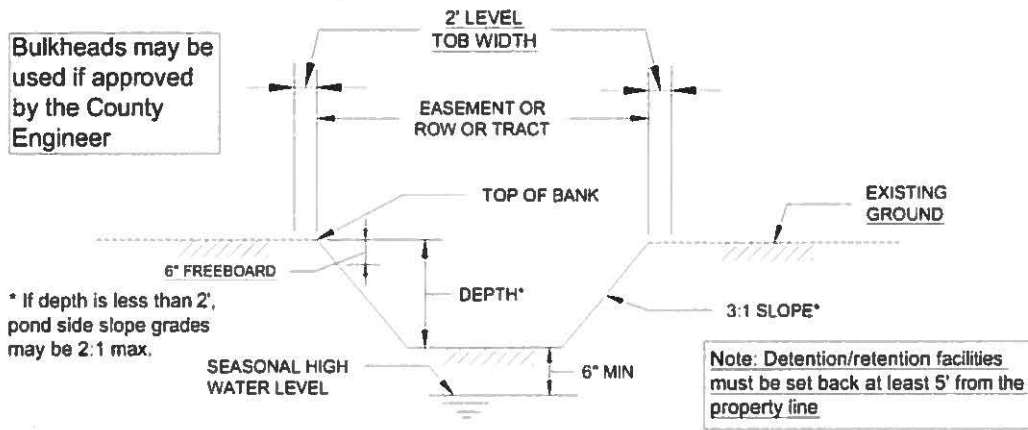 2' LEVEL
TOB WIDTH
Bulkheads may be
used if approved
by the County
Engineer
EASEMENT OR
ROW OR TRACT
TOP OF BANK
EXISTING
GROUND
6" FREEBOARD
DEPTH*
* If depth is less than 2',
pond side slope grades
may be 2:1 max.
3:1 SLOPE*
SEASONAL HIGH
WATER LEVEL
6" MIN
Note: Detention/retention facilities
must be set back at least 5' from the
property line